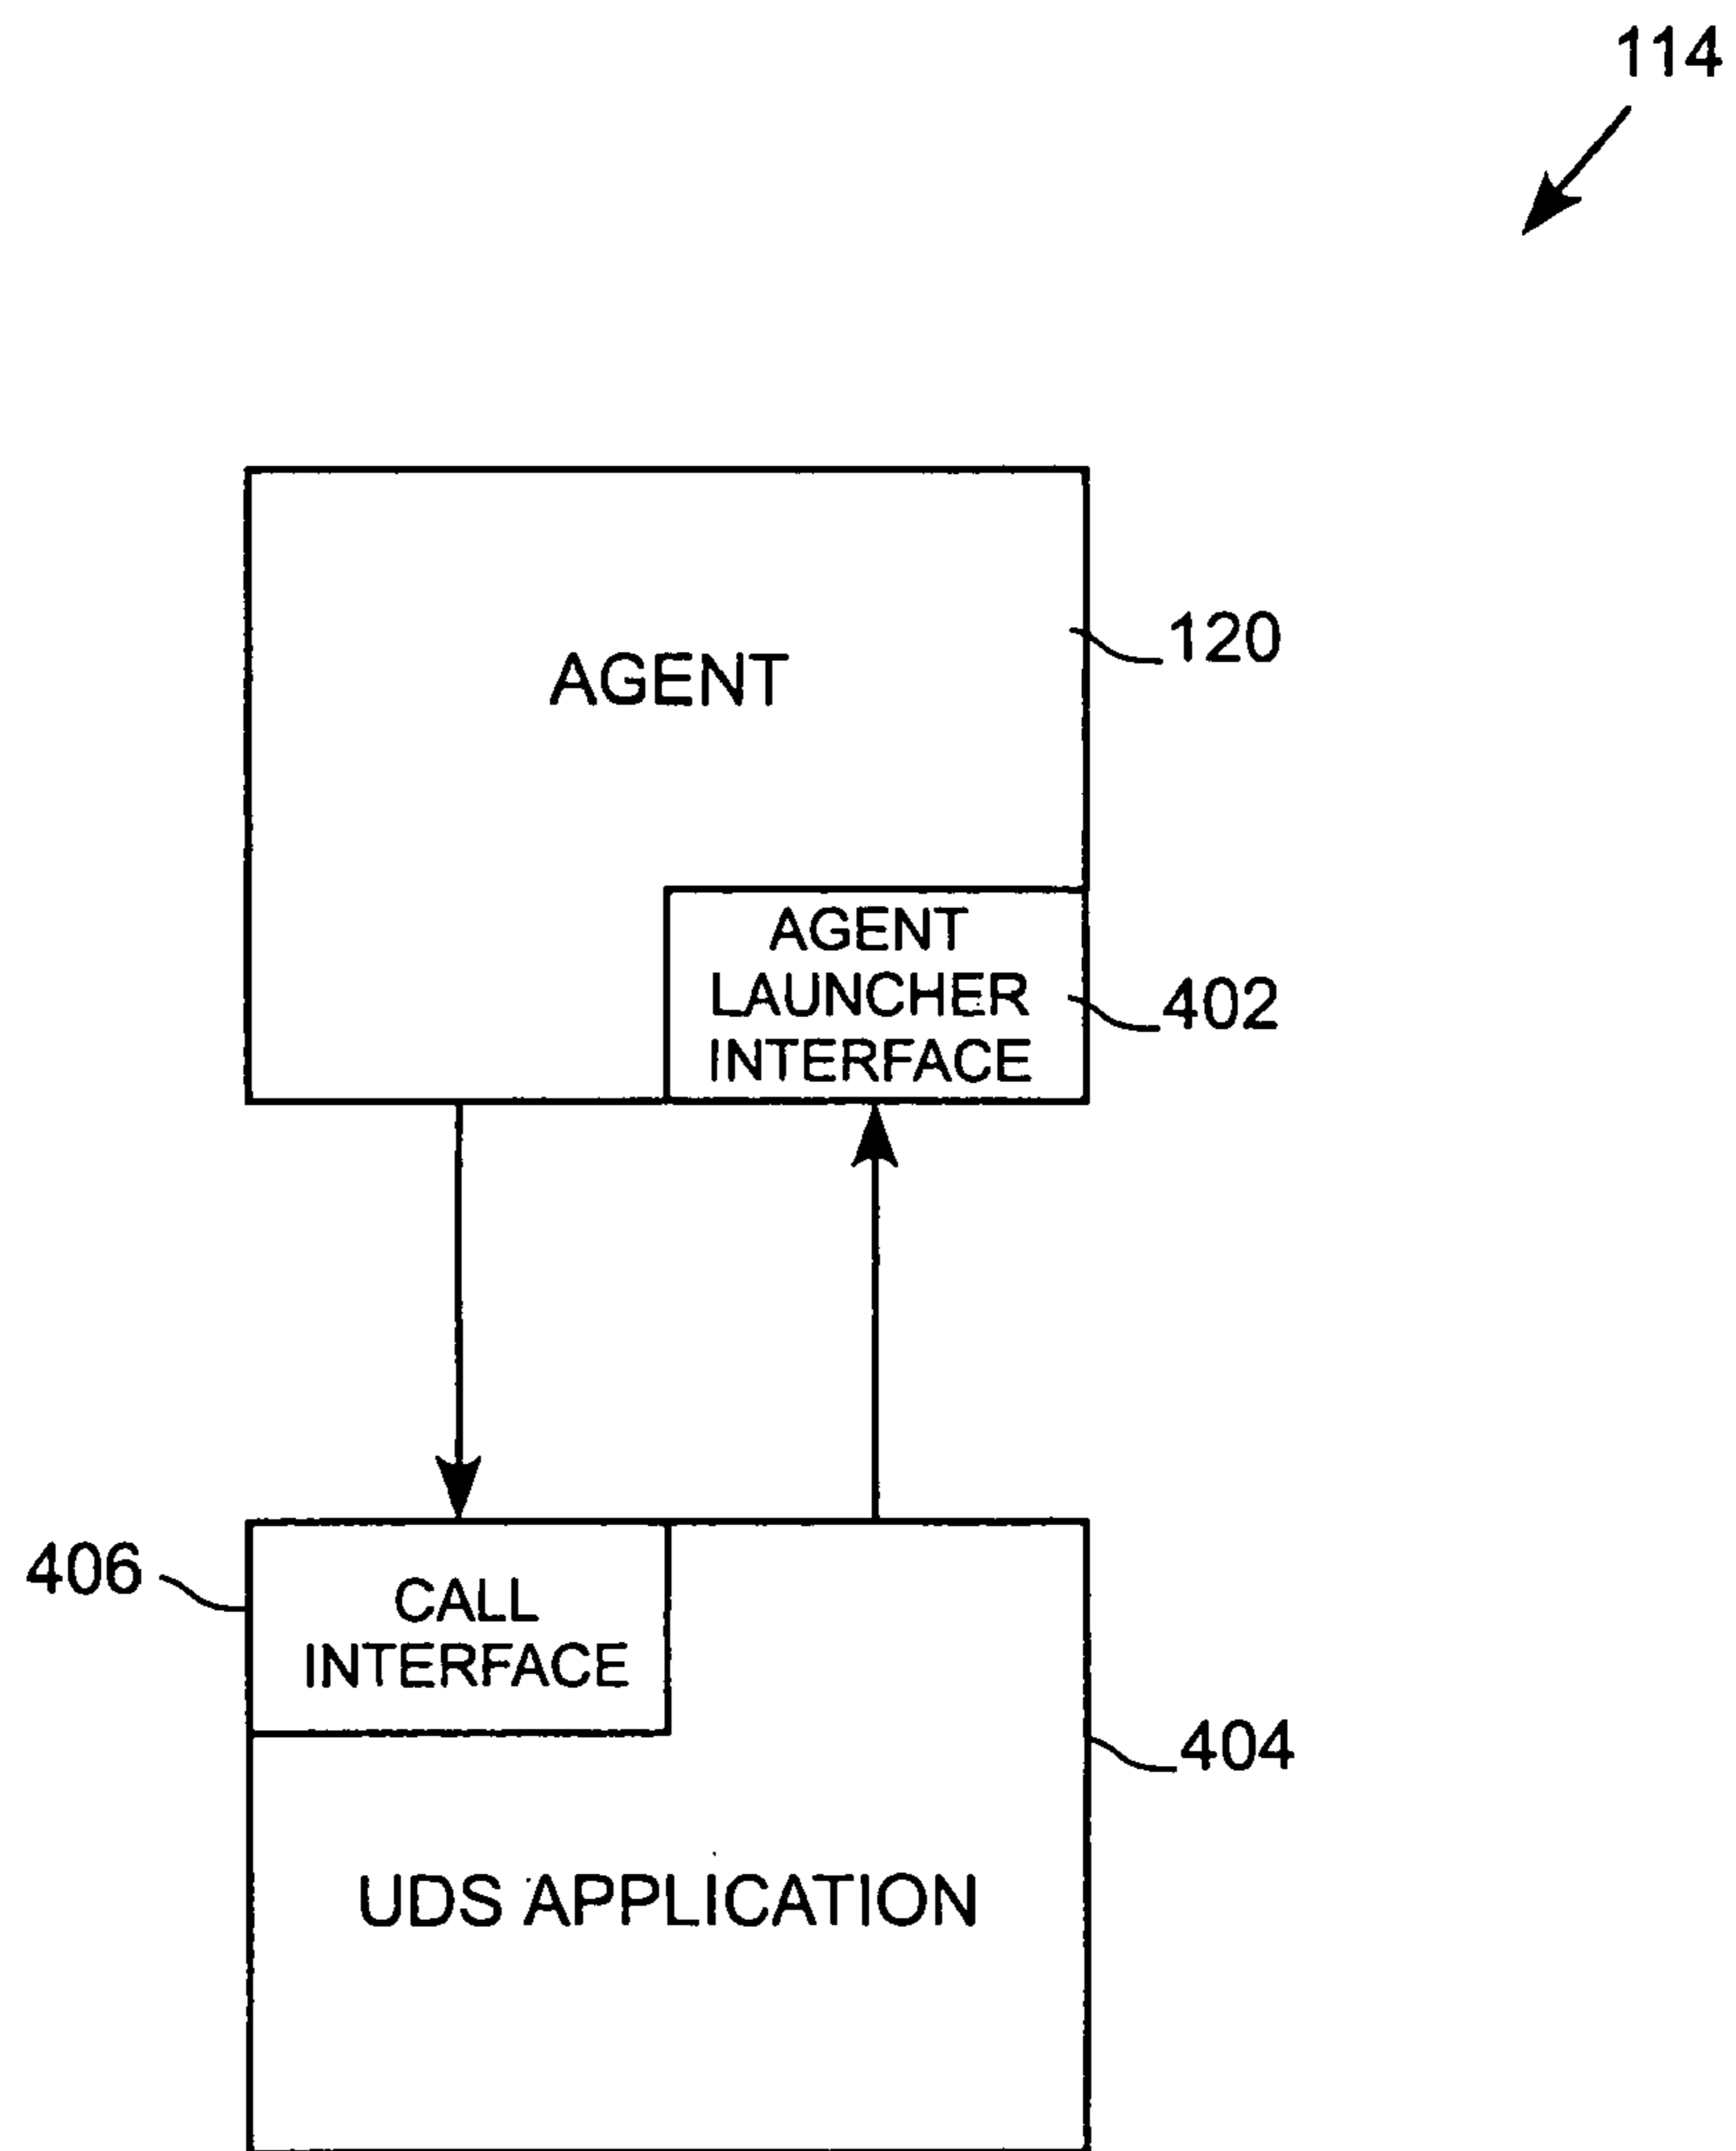 114
AGENT
120
AGENT
LAUNCHER
INTERFACE
402
406
CALL
INTERFACE
404
UDS APPLICATION